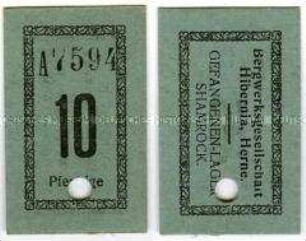 A7594
10
Pfennige
Bergwerksgesellschaft
Hibernia, Herne.
GEFANGENEN-LAGER
SHAMROCK.